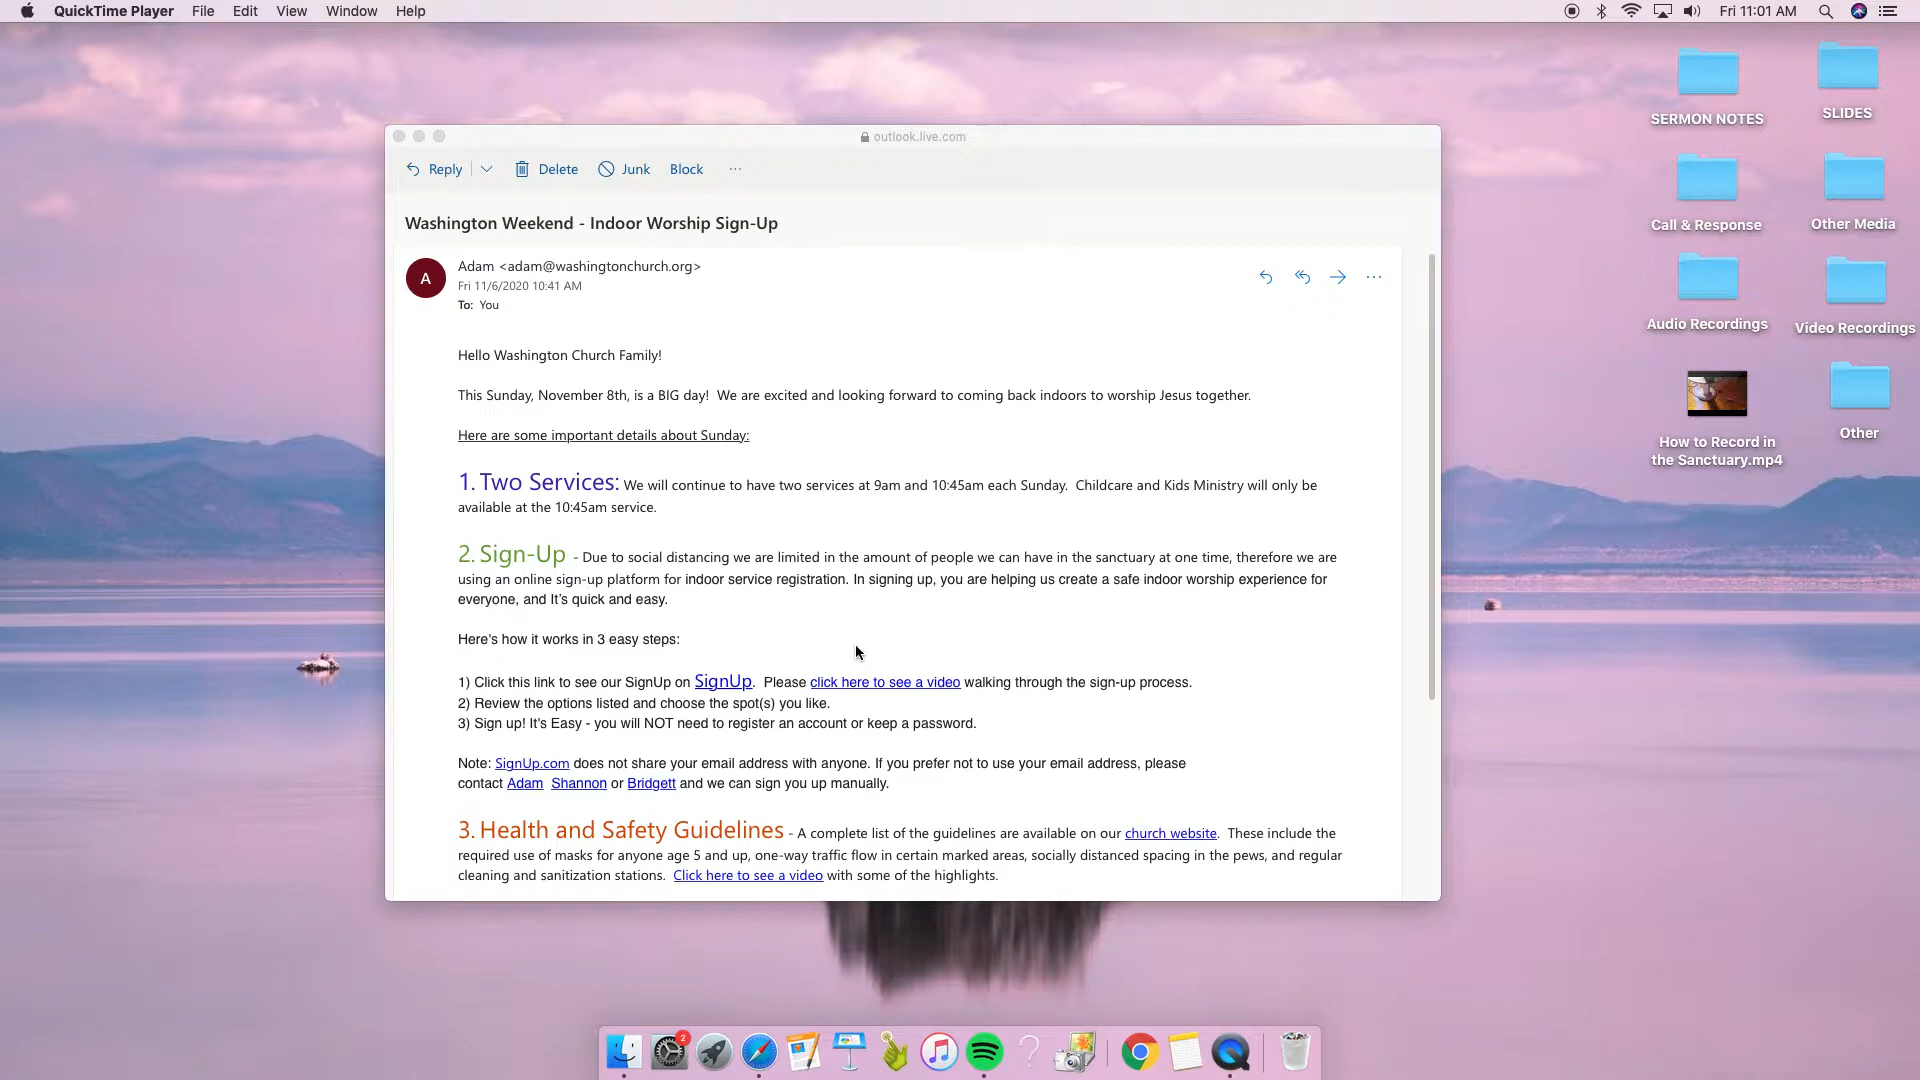 QuickTime Player File Edit View Window Help
Fri 11:01 AM
outlook.live.com
Reply Delete Junk Block ...
Washington Weekend - Indoor Worship Sign-Up
A
Adam <adam@washingtonchurch.org>
Fri 11/6/2020 10:41 AM
To: You
Hello Washington Church Family!
This Sunday, November 8th, is a BIG day!  We are excited and looking forward to coming back indoors to worship Jesus together.
Here are some important details about Sunday:
1. Two Services: We will continue to have two services at 9am and 10:45am each Sunday.  Childcare and Kids Ministry will only be
available at the 10:45am service.
2. Sign-Up - Due to social distancing we are limited in the amount of people we can have in the sanctuary at one time, therefore we are
using an online sign-up platform for indoor service registration. In signing up, you are helping us create a safe indoor worship experience for
everyone, and It's quick and easy.
Here's how it works in 3 easy steps:
1) Click this link to see our SignUp on SignUp.  Please click here to see a video walking through the sign-up process.
2) Review the options listed and choose the spot(s) you like.
3) Sign up! It's Easy - you will NOT need to register an account or keep a password.
Note: SignUp.com does not share your email address with anyone. If you prefer not to use your email address, please
contact Adam  Shannon or Bridgett and we can sign you up manually.
3. Health and Safety Guidelines - A complete list of the guidelines are available on our church website.  These include the
required use of masks for anyone age 5 and up, one-way traffic flow in certain marked areas, socially distanced spacing in the pews, and regular
cleaning and sanitization stations.  Click here to see a video with some of the highlights.
SERMON NOTES
SLIDES
Call & Response
Other Media
Audio Recordings
Video Recordings
How to Record in
the Sanctuary.mp4
Other
2
?